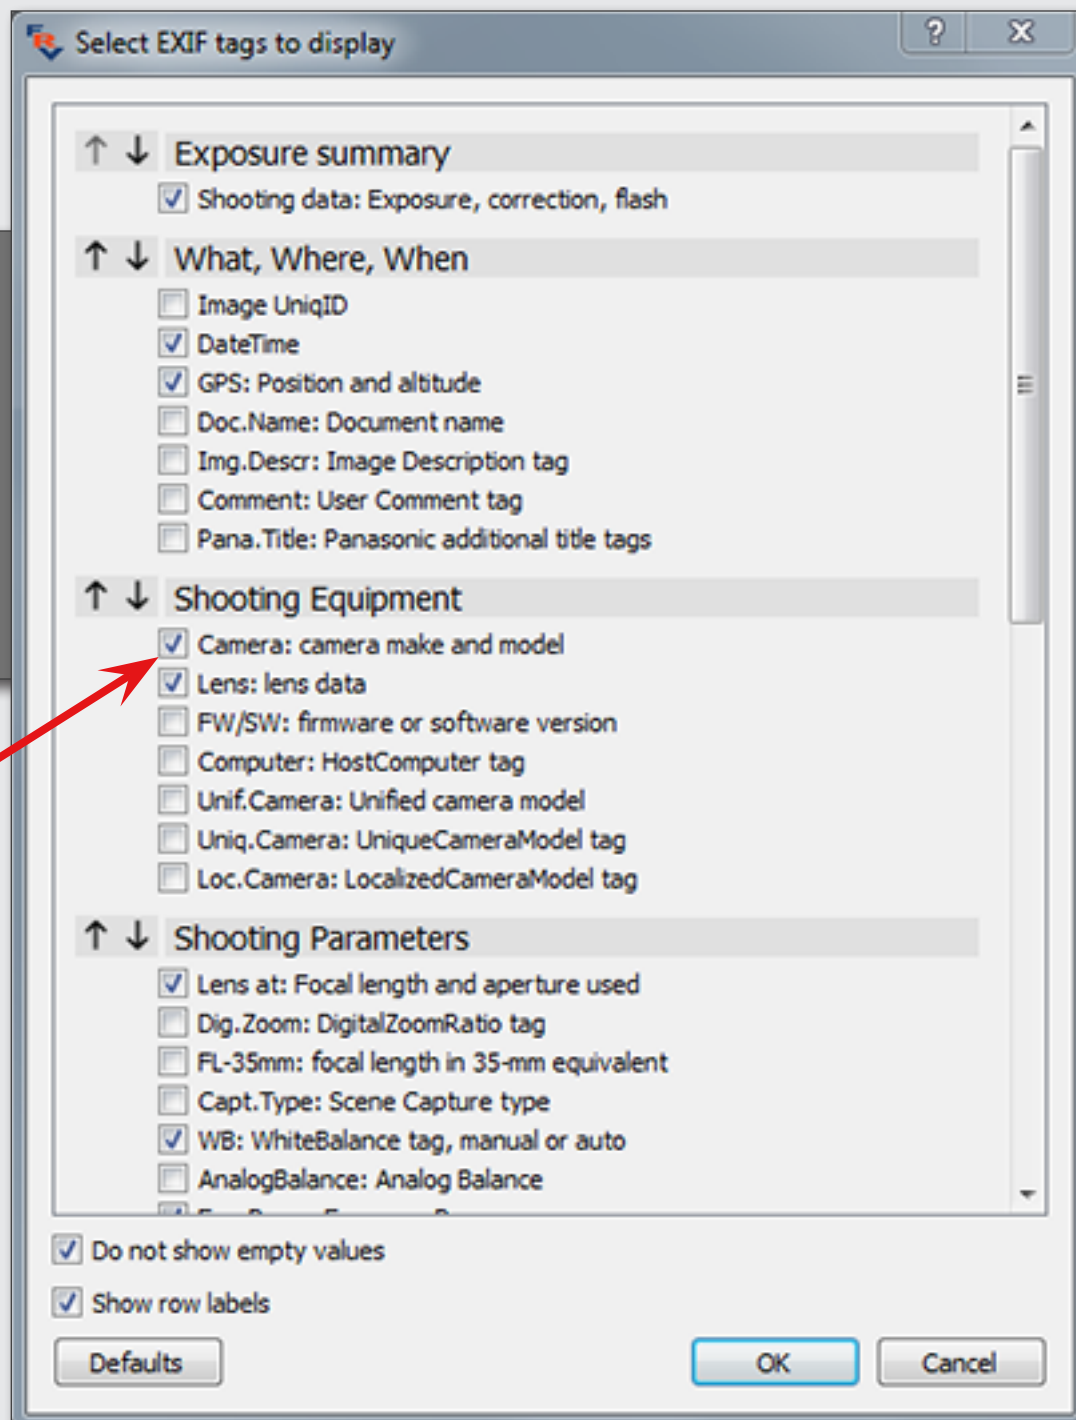 Select EXIF tags to display
Exposure summary
Shooting data: Exposure, correction, flash
What, Where, When
Image UniqID
DateTime
GPS: Position and altitude
Doc.Name: Document name
Img.Descr: Image Description tag
Comment: User Comment tag
Pana.Title: Panasonic additional title tags
Shooting Equipment
Camera: camera make and model
Lens: lens data
FW/SW: firmware or software version
Computer: HostComputer tag
Unif.Camera: Unified camera model
Uniq.Camera: UniqueCameraModel tag
Loc.Camera: LocalizedCameraModel tag
Shooting Parameters
Lens at: Focal length and aperture used
Dig.Zoom: DigitalZoomRatio tag
FL-35mm: focal length in 35-mm equivalent
Capt.Type: Scene Capture type
WB: WhiteBalance tag, manual or auto
AnalogBalance: Analog Balance
Do not show empty values
Show row labels
Defaults
OK
Cancel